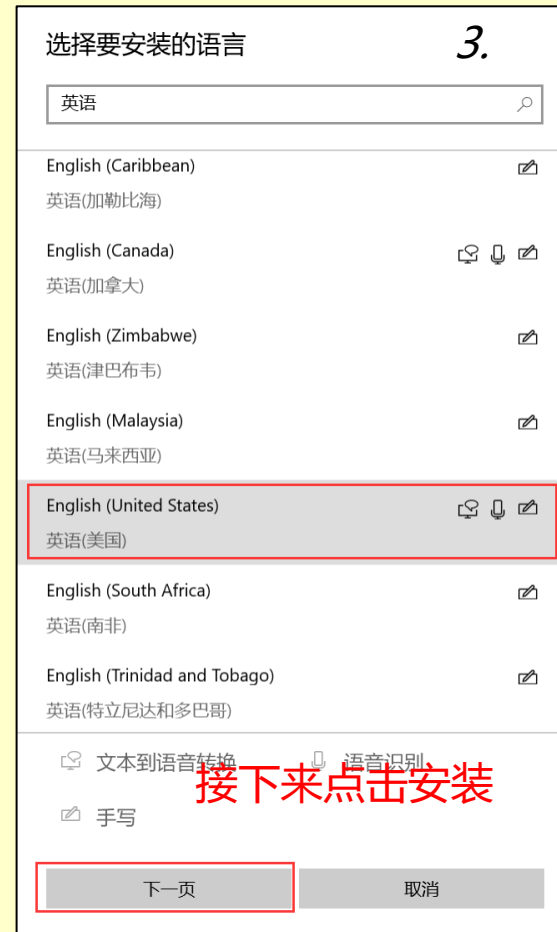 选择要安装的语言
3.
英语
English (Caribbean)
英语(加勒比海)
English (Canada)
英语(加拿大)
English (Zimbabwe)
英语(津巴布韦)
English (Malaysia)
英语(马来西亚)
English (United States)
英语(美国)
English (South Africa)
英语(南非)
English (Trinidad and Tobago)
英语(特立尼达和多巴哥)
文本到语音转换
语音识别
接下来点击安装
手写
下一页
取消